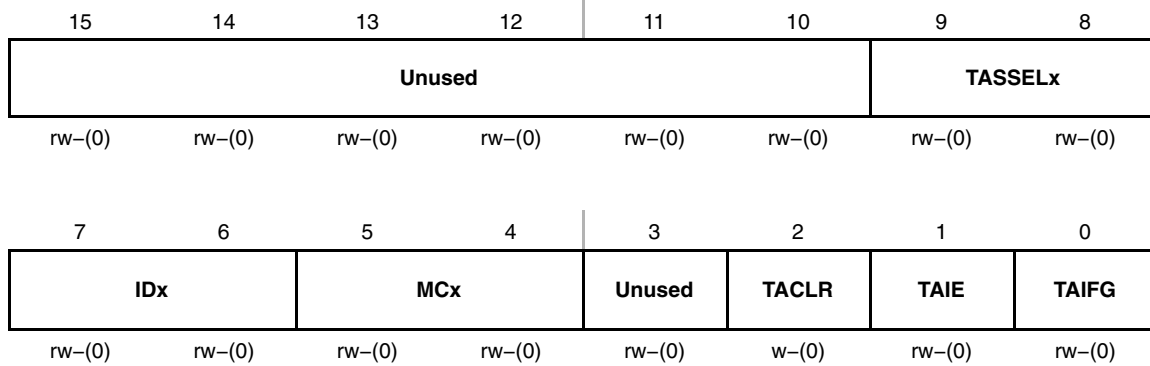 15 14 13 12 11 10 9 8
Unused TASSELx
rw−(0) rw−(0) rw−(0) rw−(0) rw−(0) rw−(0) rw−(0) rw−(0)
7 6 5 4 3 2 1 0
IDx MCx Unused TACLR TAIE TAIFG
rw−(0) rw−(0) rw−(0) rw−(0) rw−(0) w−(0) rw−(0) rw−(0)